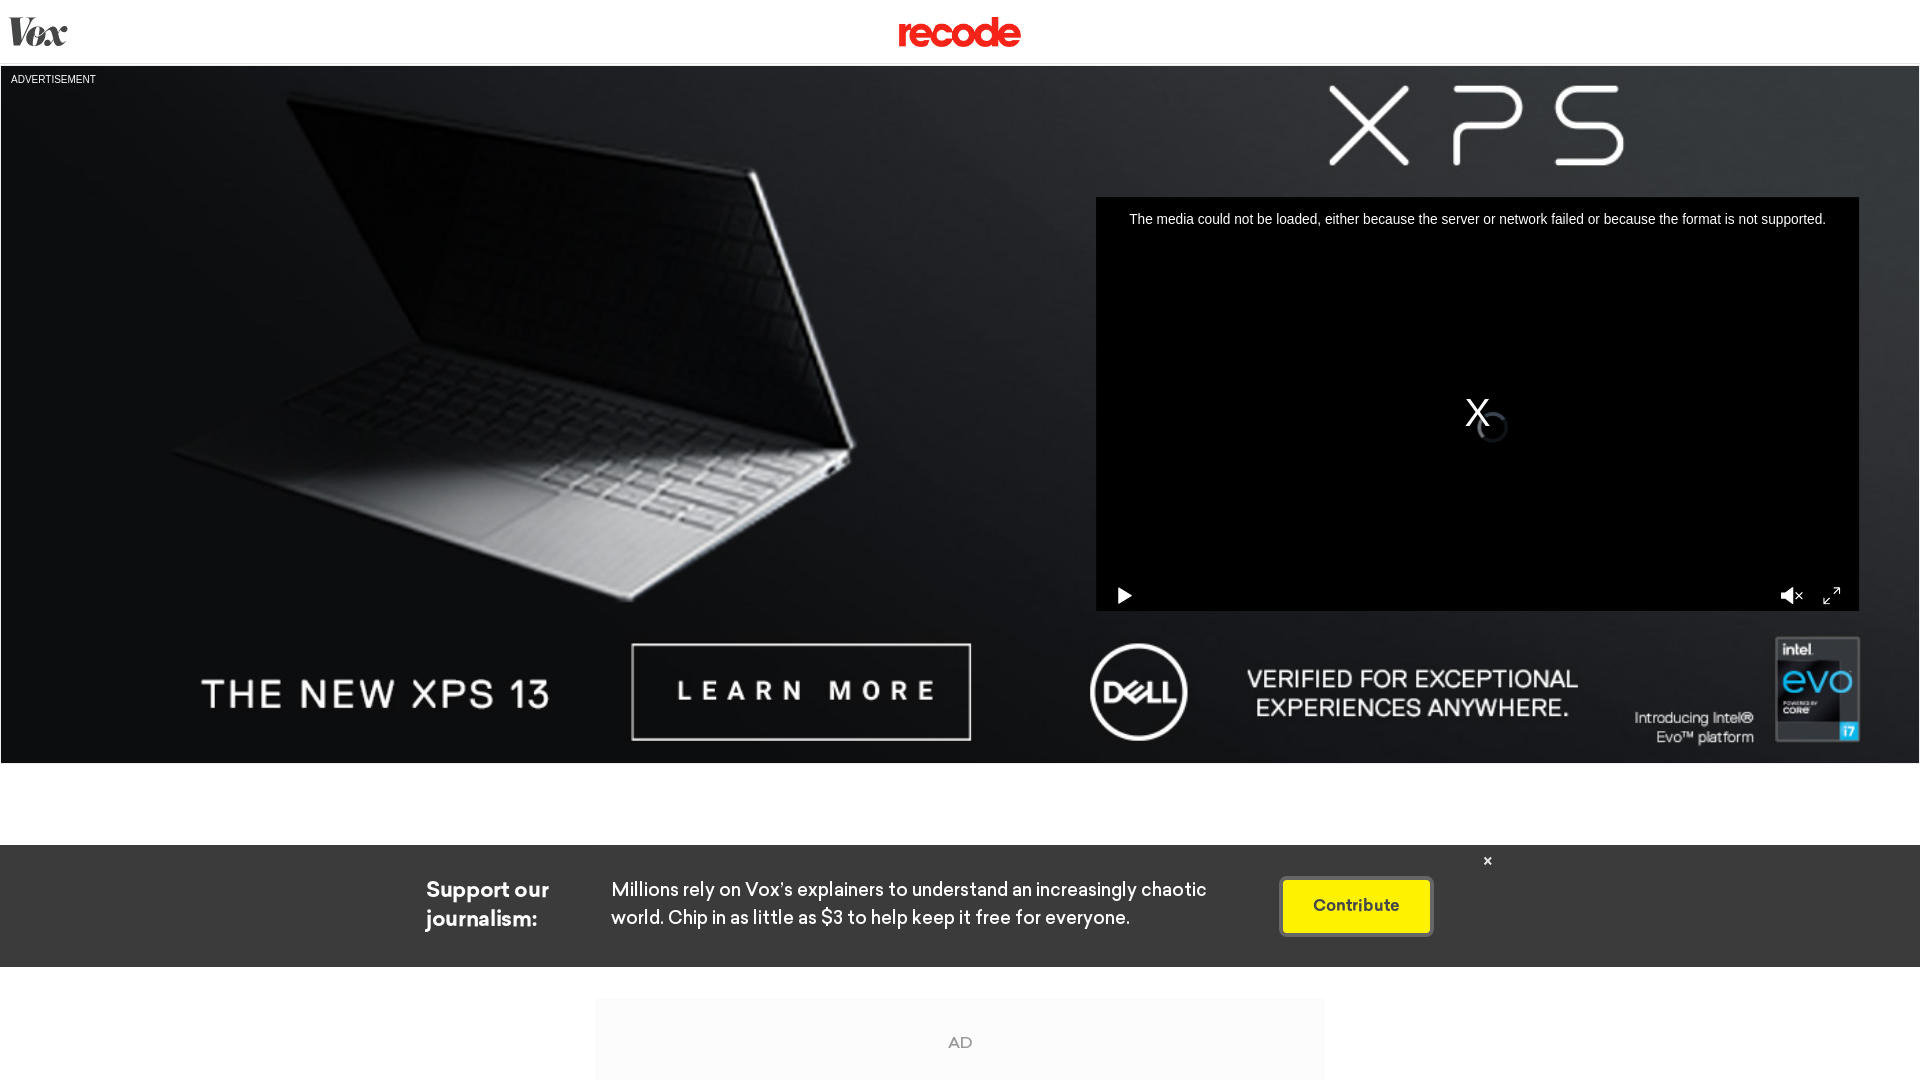 Vox
recode
ADVERTISEMENT
XPS
The media could not be loaded, either because the server or network failed or because the format is not supported.
X
THE NEW XPS 13
LEARN MORE
DELL
VERIFIED FOR EXCEPTIONAL
EXPERIENCES ANYWHERE.
Introducing Intel®
Evo™ platform
intel.
evo
POWERED BY
CORE
i7
×
Support our
journalism:
Millions rely on Vox’s explainers to understand an increasingly chaotic
world. Chip in as little as $3 to help keep it free for everyone.
Contribute
AD